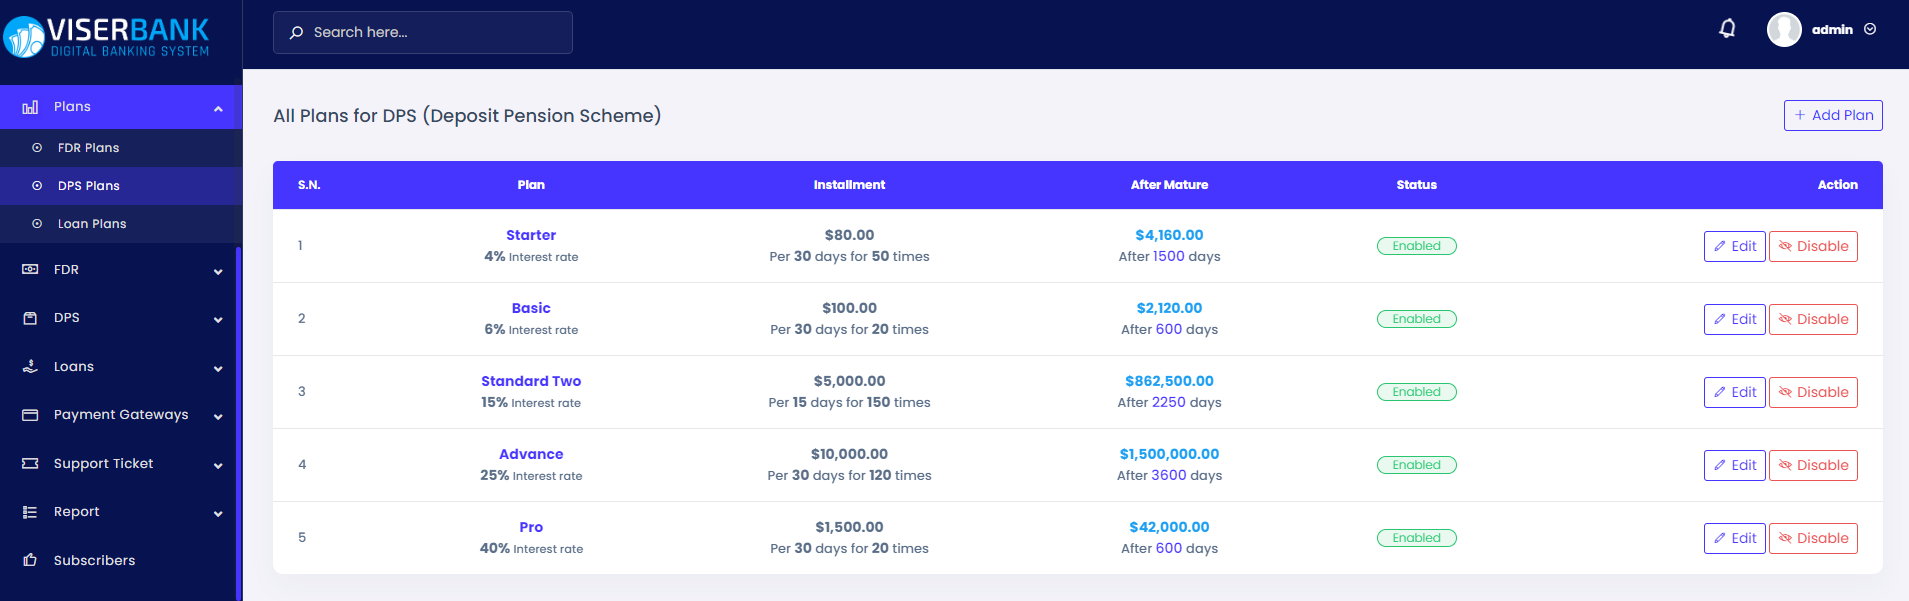 VISERBANK
DIGITAL BANKING SYSTEM
Search here...
admin
Plans
FDR Plans
DPS Plans
Loan Plans
FDR
DPS
Loans
Payment Gateways
Support Ticket
Report
Subscribers
All Plans for DPS (Deposit Pension Scheme)
+ Add Plan
S.N. Plan Installment After Mature Status Action
1 Starter $80.00 $4,160.00 Enabled Edit Disable
4% Interest rate Per 30 days for 50 times After 1500 days
2 Basic $100.00 $2,120.00 Enabled Edit Disable
6% Interest rate Per 30 days for 20 times After 600 days
3 Standard Two $5,000.00 $862,500.00 Enabled Edit Disable
15% Interest rate Per 15 days for 150 times After 2250 days
4 Advance $10,000.00 $1,500,000.00 Enabled Edit Disable
25% Interest rate Per 30 days for 120 times After 3600 days
5 Pro $1,500.00 $42,000.00 Enabled Edit Disable
40% Interest rate Per 30 days for 20 times After 600 days